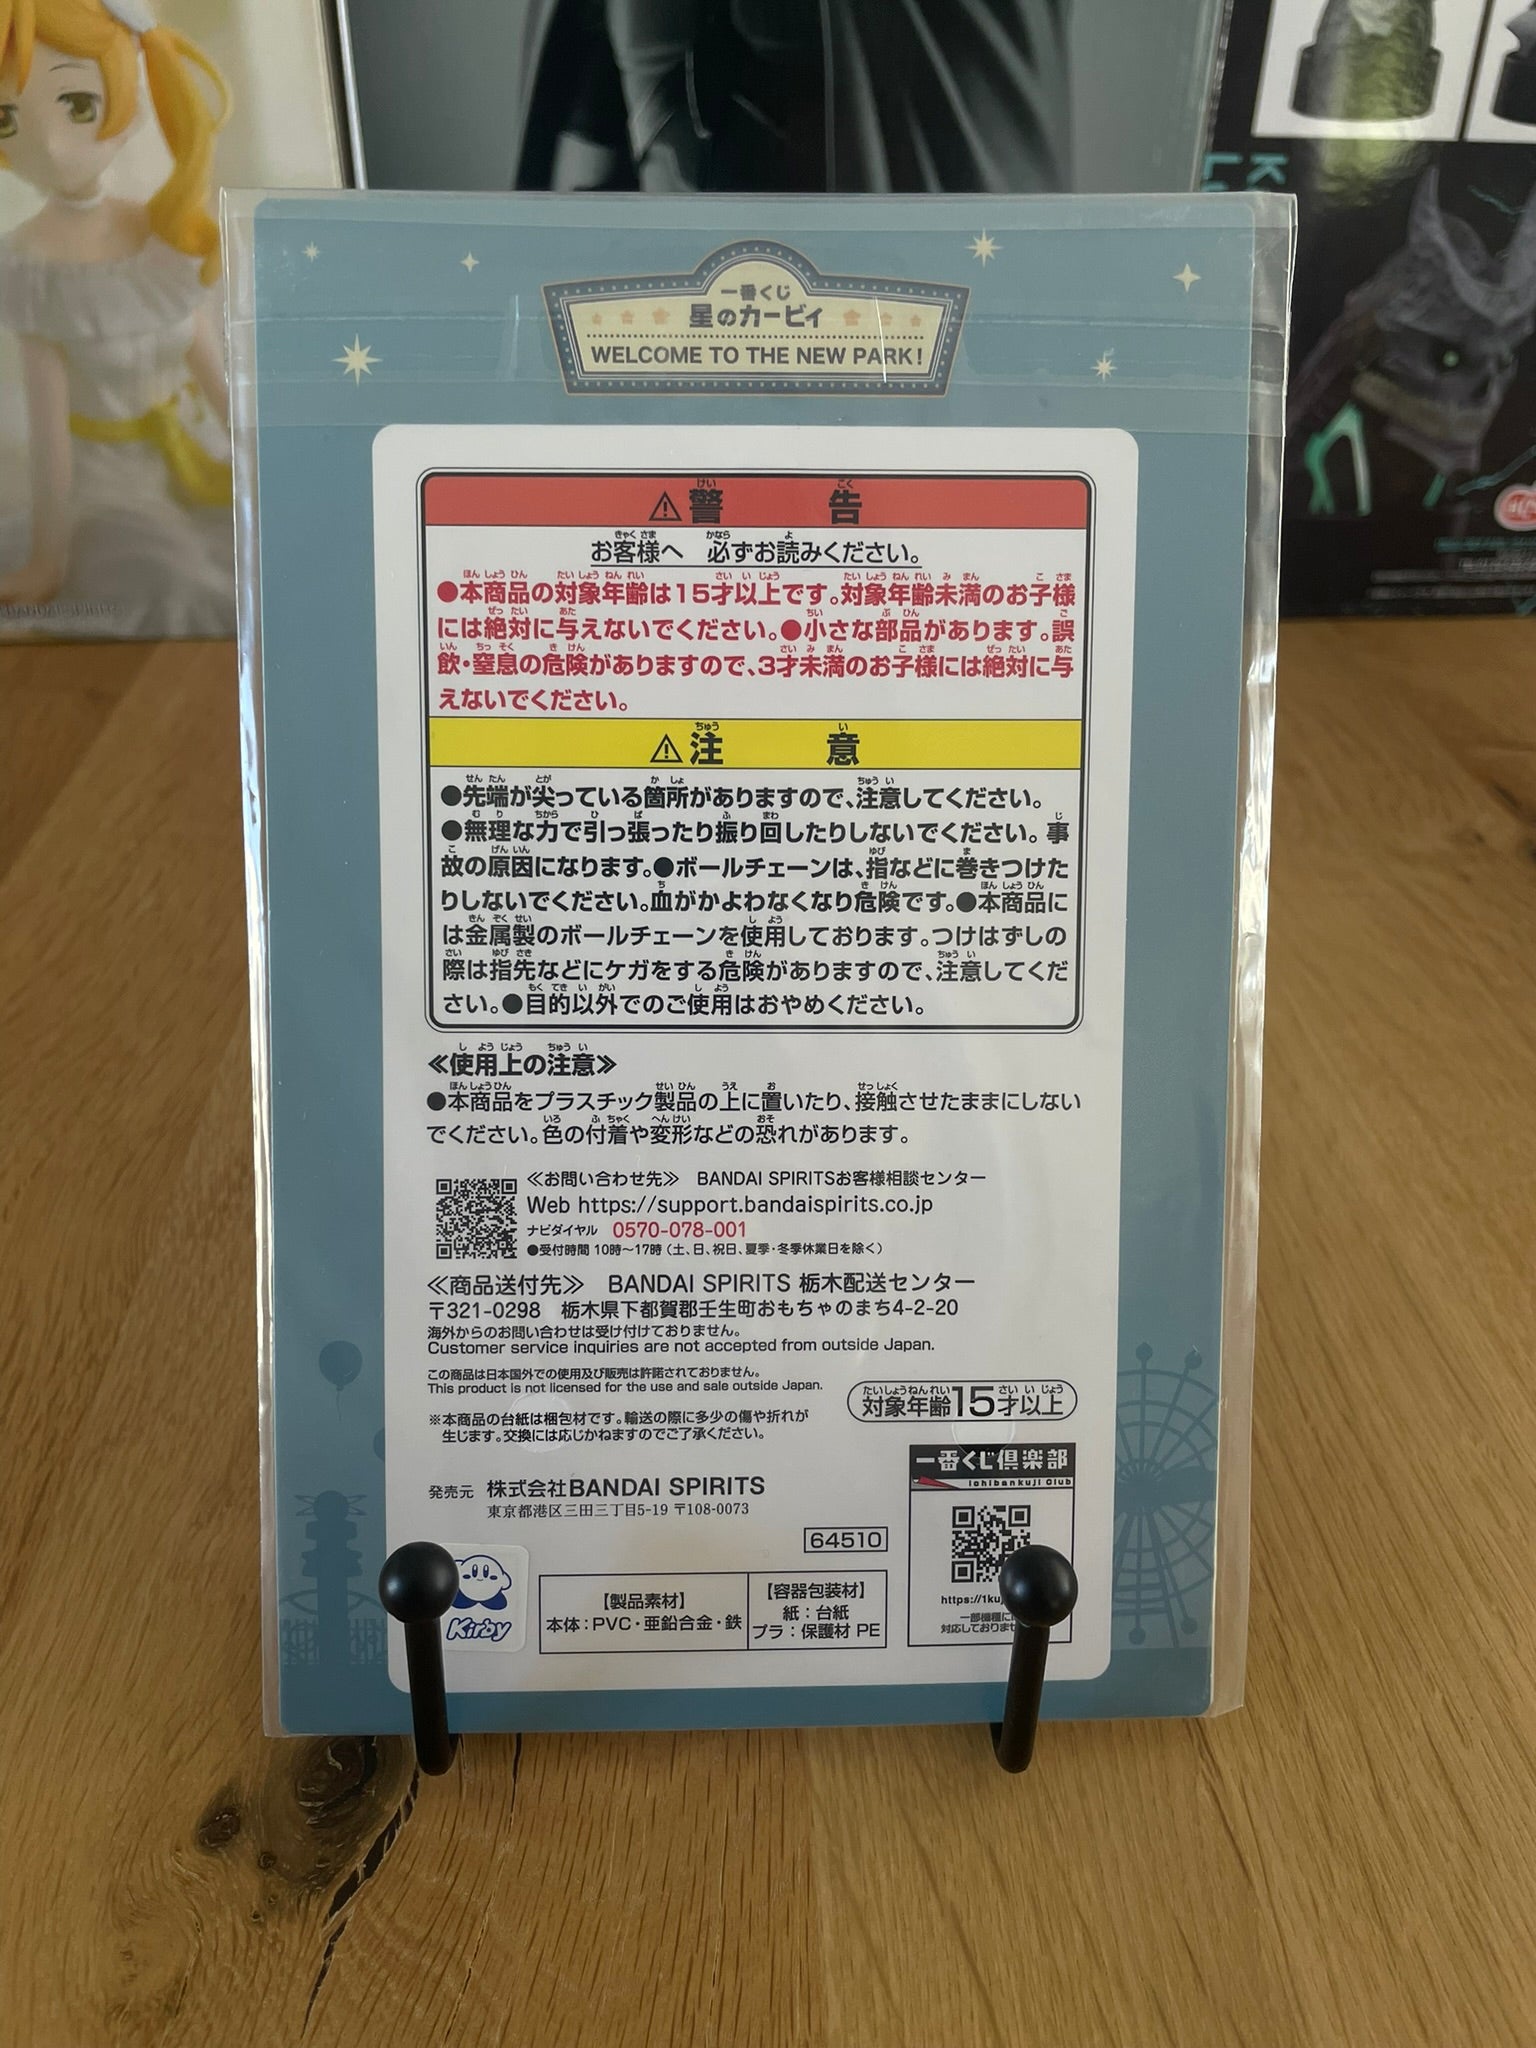 一番くじ
星のカービィ
WELCOME TO THE NEW PARK!
⚠警告
お客様へ 必ずお読みください。
●本商品の対象年齢は15才以上です。対象年齢未満のお子様
には絶対に与えないでください。●小さな部品があります。誤
飲・窒息の危険がありますので、3才未満のお子様には絶対に与
えないでください。
⚠注意
●先端が尖っている箇所がありますので、注意してください。
●無理な力で引っ張ったり振り回したりしないでください。事
故の原因になります。●ボールチェーンは、指などに巻きつけた
りしないでください。血がかよわなくなり危険です。●本商品に
は金属製のボールチェーンを使用しております。つけはずしの
際は指先などにケガをする危険がありますので、注意してくだ
さい。●目的以外でのご使用はおやめください。
≪使用上の注意≫
●本商品をプラスチック製品の上に置いたり、接触させたままにしない
でください。色の付着や変形などの恐れがあります。
≪お問い合わせ先≫ BANDAI SPIRITSお客様相談センター
Web https://support.bandaispirits.co.jp
ナビダイヤル 0570-078-001
●受付時間 10時～17時 (土、日、祝日、夏季・冬季休業日を除く)
≪商品送付先≫ BANDAI SPIRITS 栃木配送センター
〒321-0298 栃木県下都賀郡壬生町おもちゃのまち4-2-20
海外からのお問い合わせは受け付けておりません。
Customer service inquiries are not accepted from outside Japan.
この商品は日本国外での使用及び販売は許諾されておりません。
This product is not licensed for the use and sale outside Japan.
対象年齢15才以上
※本商品の台紙は梱包材です。輸送の際に多少の傷や折れが
生じます。交換には応じかねますのでご了承ください。
一番くじ倶楽部
ichibankuji Club
発売元 株式会社BANDAI SPIRITS
東京都港区三田三丁目5-19 〒108-0073
64510
Kirby
【製品素材】
本体：PVC・亜鉛合金・鉄
【容器包装材】
紙：台紙
プラ：保護材 PE
https://1ku
一部機種に
対応しておりま